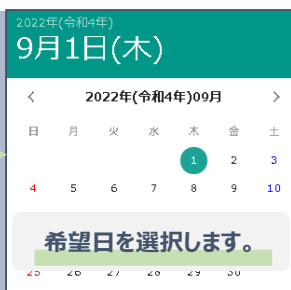 2022年(令和4年)
9月1日(木)
< 2022年(令和4年)09月 >
日 月 火 水 木 金 土
1 2 3
4 5 6 7 8 9 10
希望日を選択します。
25 26 27 28 29 30